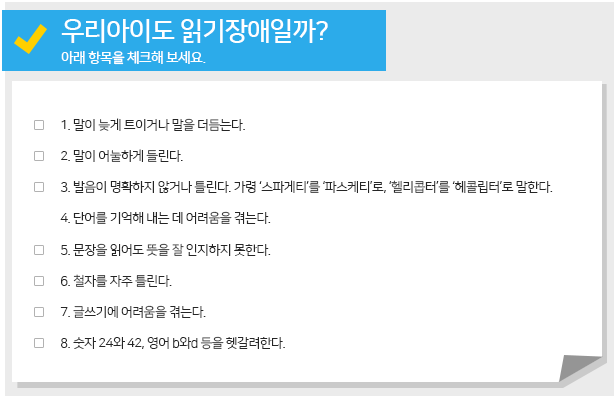 우리아이도 읽기장애일까?
아래 항목을 체크해 보세요.
1. 말이 늦게 트이거나 말을 더듬는다.
2. 말이 어눌하게 들린다.
3. 발음이 명확하지 않거나 틀린다. 가령 ‘스파게티’를 ‘파스케티’로, ‘헬리콥터’를 ‘헤콜립터’로 말한다.
4. 단어를 기억해 내는 데 어려움을 겪는다.
5. 문장을 읽어도 뜻을 잘 인지하지 못한다.
6. 철자를 자주 틀린다.
7. 글쓰기에 어려움을 겪는다.
8. 숫자 24와 42, 영어 b와d 등을 헷갈려한다.